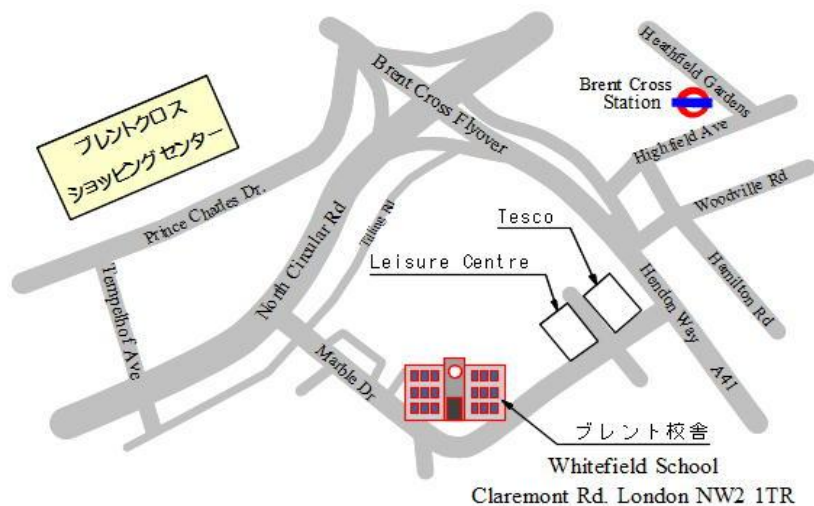 Brent Cross Flyover
Heathfield Gardens
Brent Cross
Station
Highfield Ave
ブレントクロス
ショッピングセンター
Prince Charles Dr.
Woodville Rd
Tilling Rd
Tesco
Leisure Centre
North Circular Rd
Tempelhof Ave
Hendon Way
Hamilton Rd
Marble Dr
A41
ブレント校舎
Whitefield School
Claremont Rd. London NW2 1TR